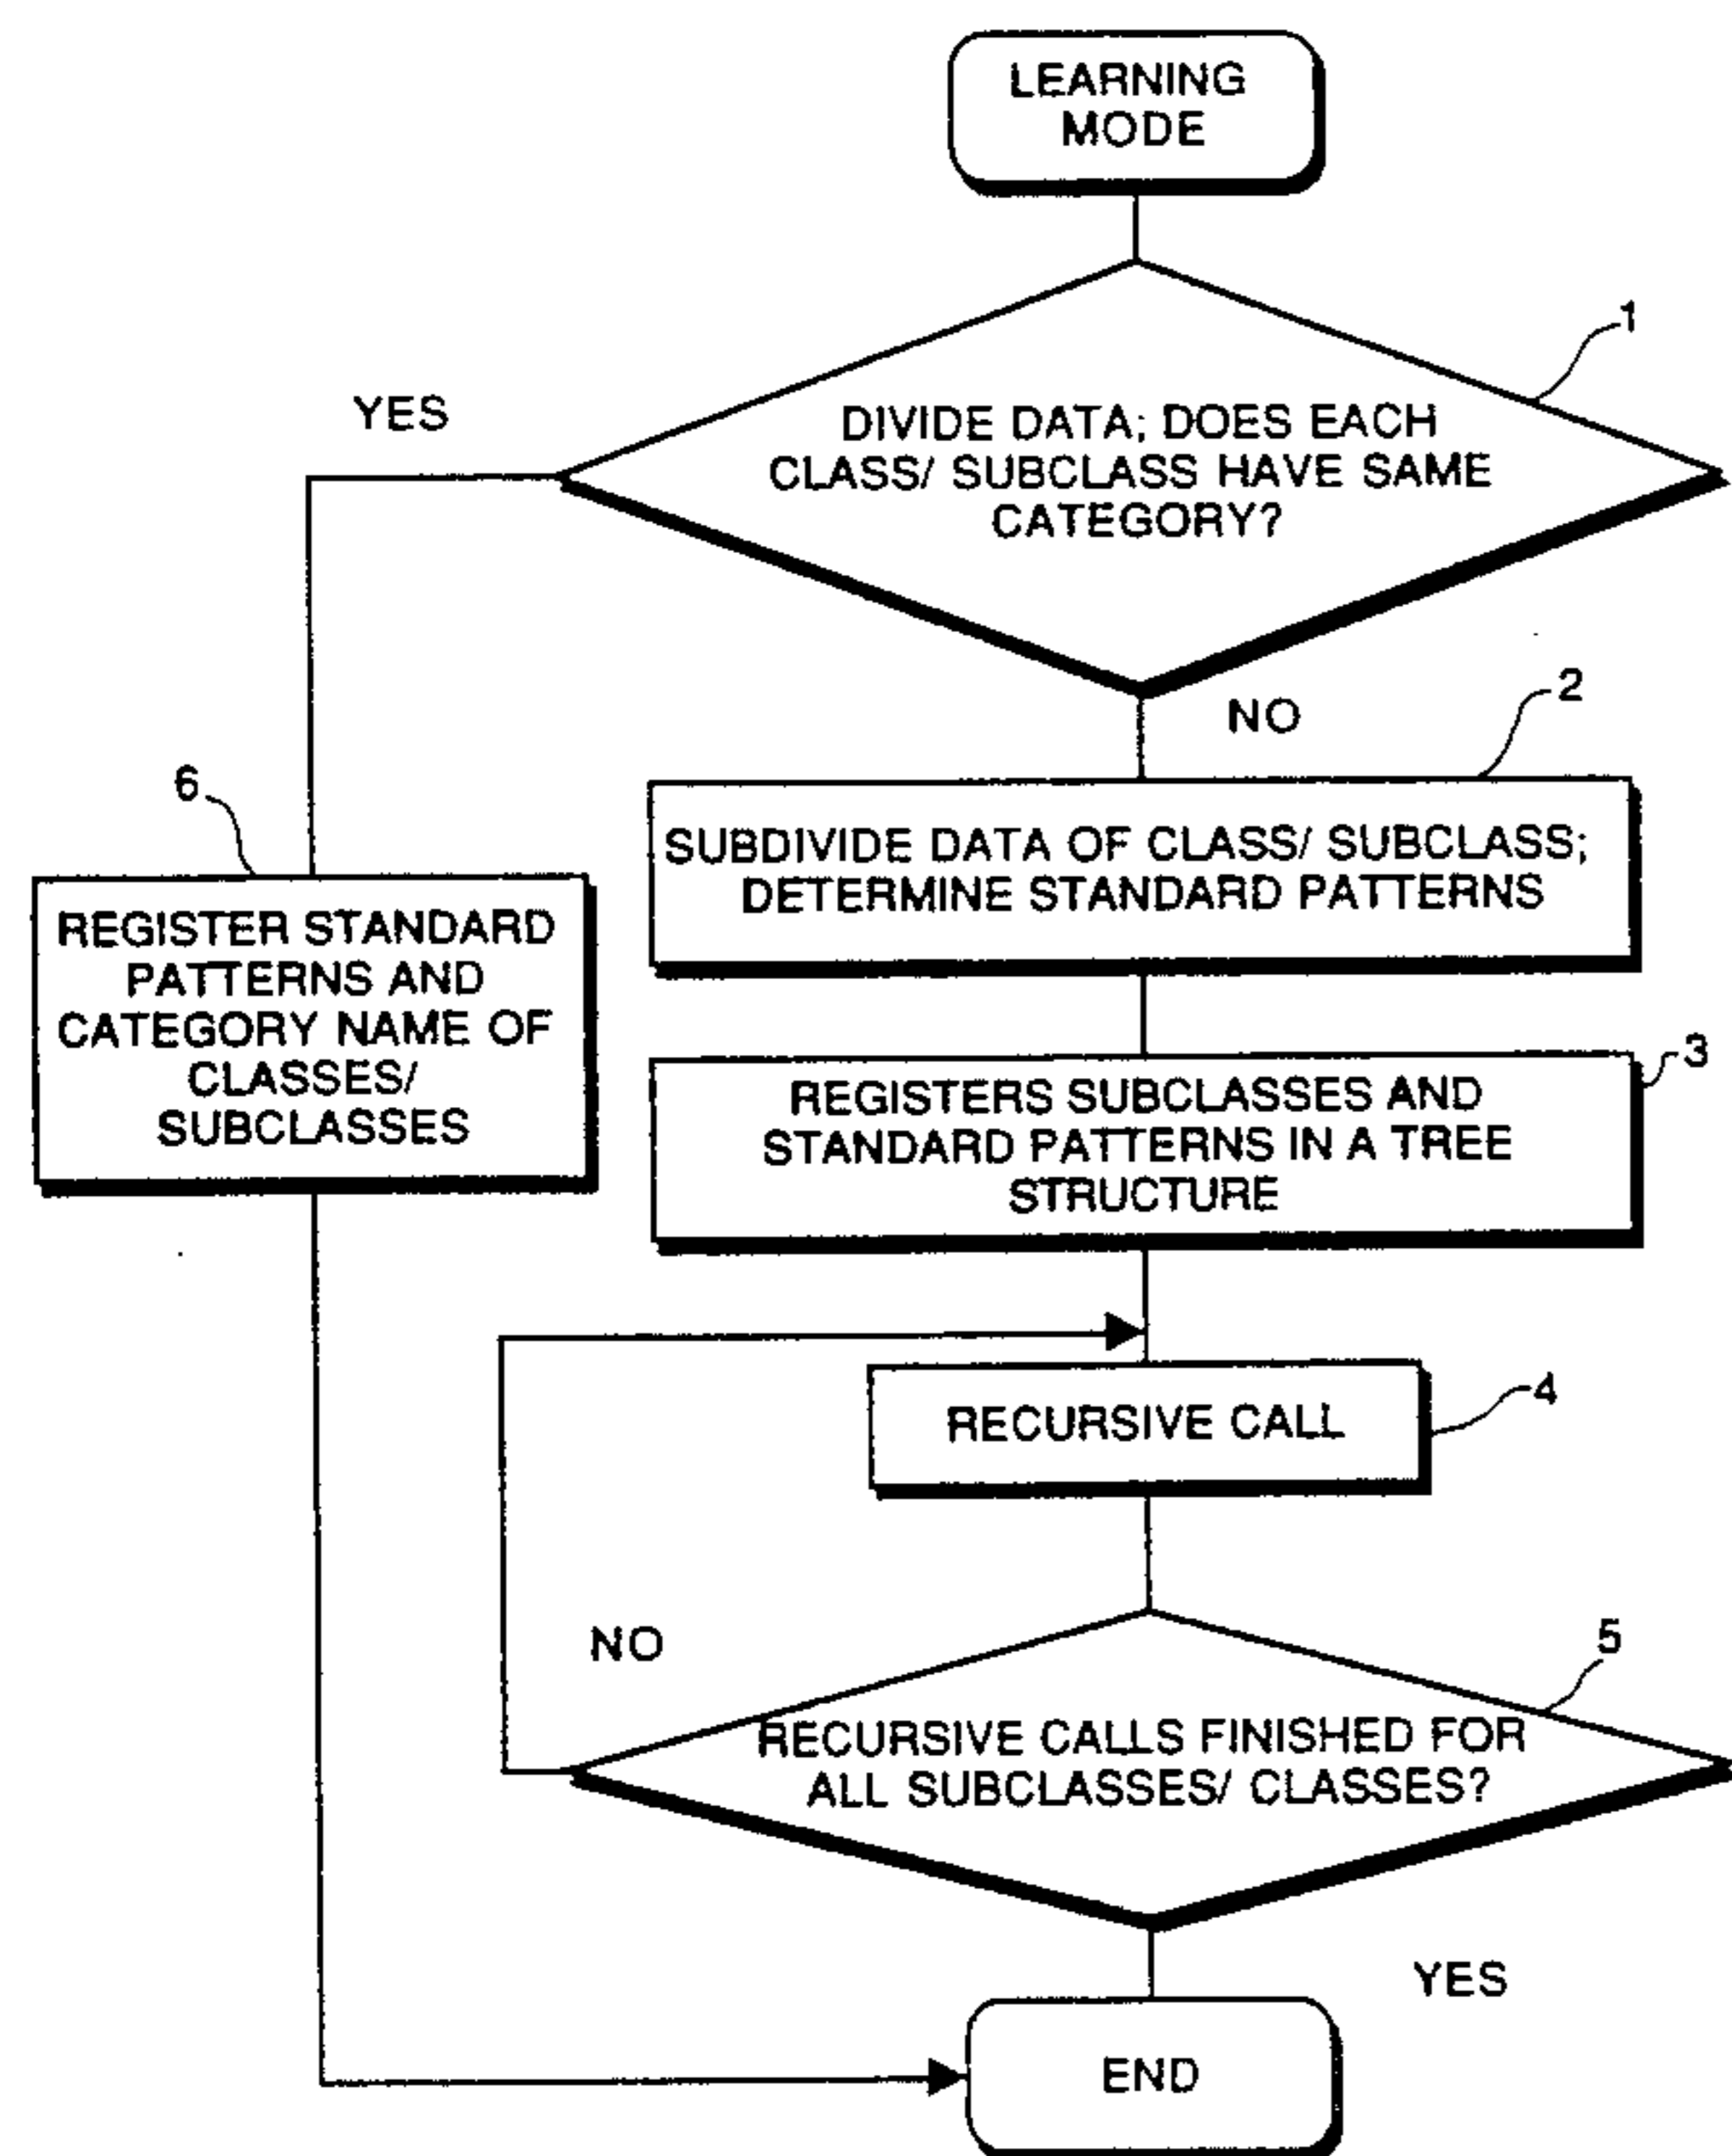 LEARNING
MODE
1
YES
DIVIDE DATA; DOES EACH
CLASS/ SUBCLASS HAVE SAME
CATEGORY?
NO
2
6
SUBDIVIDE DATA OF CLASS/ SUBCLASS;
DETERMINE STANDARD PATTERNS
REGISTER STANDARD
PATTERNS AND
CATEGORY NAME OF
CLASSES/
SUBCLASSES
3
REGISTERS SUBCLASSES AND
STANDARD PATTERNS IN A TREE
STRUCTURE
4
RECURSIVE CALL
NO
5
RECURSIVE CALLS FINISHED FOR
ALL SUBCLASSES/ CLASSES?
YES
END